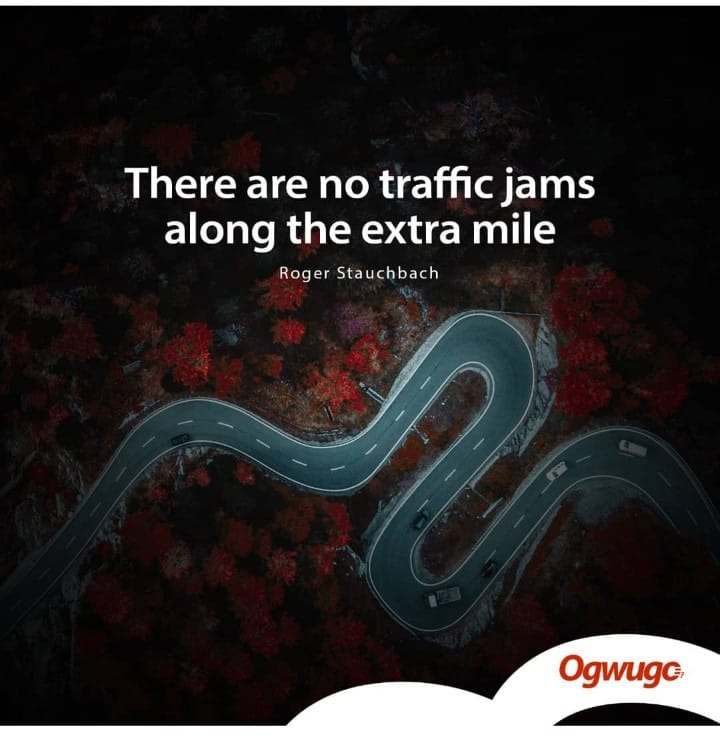 There are no traffic jams
along the extra mile
Roger Stauchbach
Ogwugo